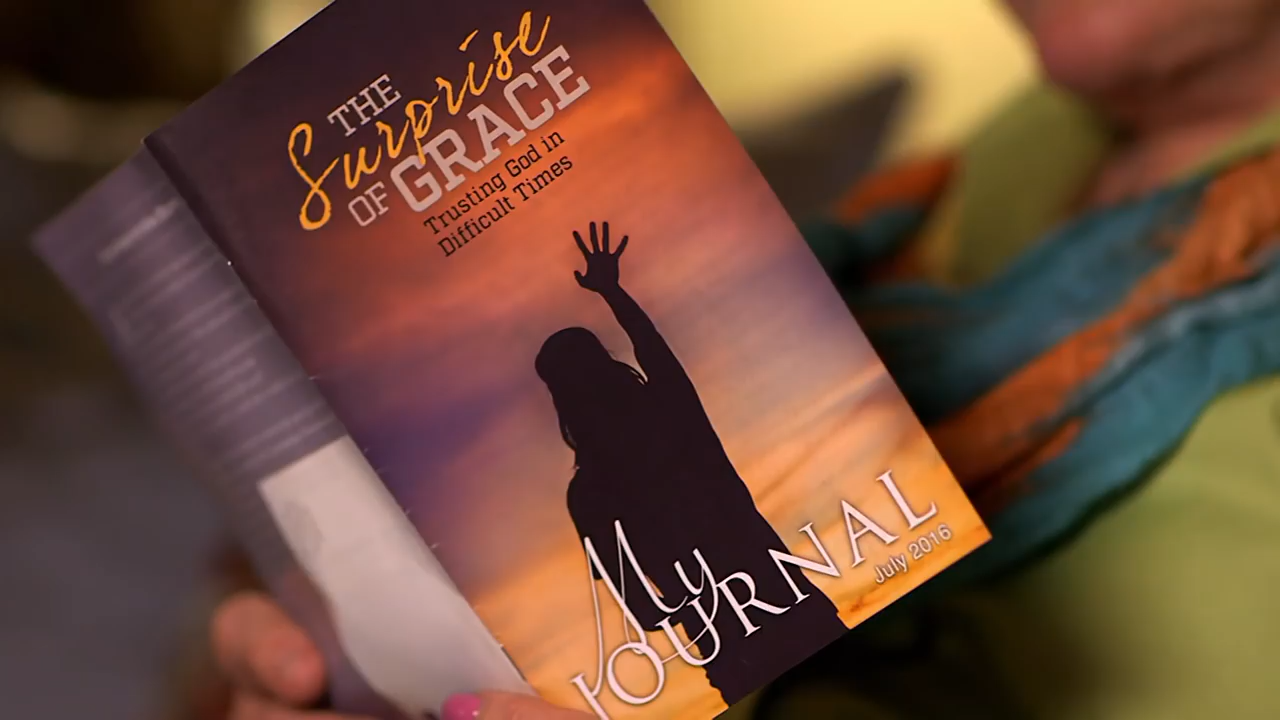 THE
Surprise
OF GRACE
Trusting God in
Difficult Times
My
JOURNAL
July 2016